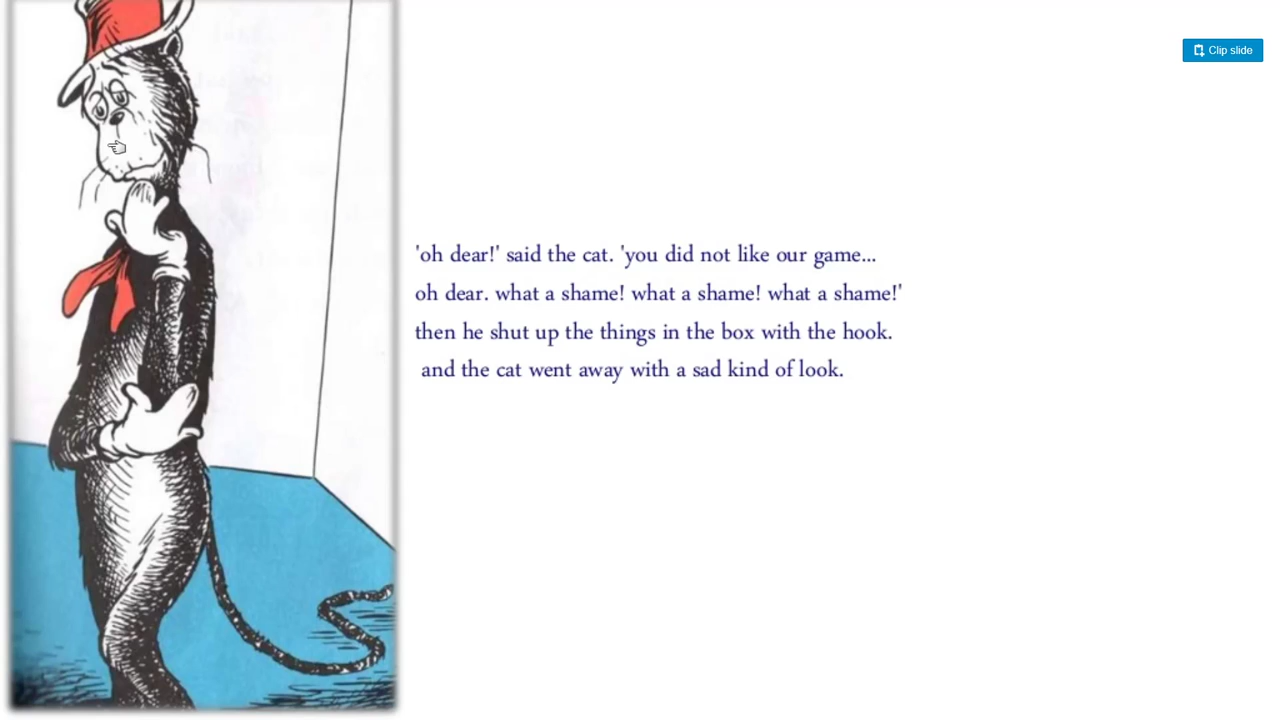 Clip slide
'oh dear!' said the cat. 'you did not like our game...
oh dear. what a shame! what a shame! what a shame!'
then he shut up the things in the box with the hook.
and the cat went away with a sad kind of look.